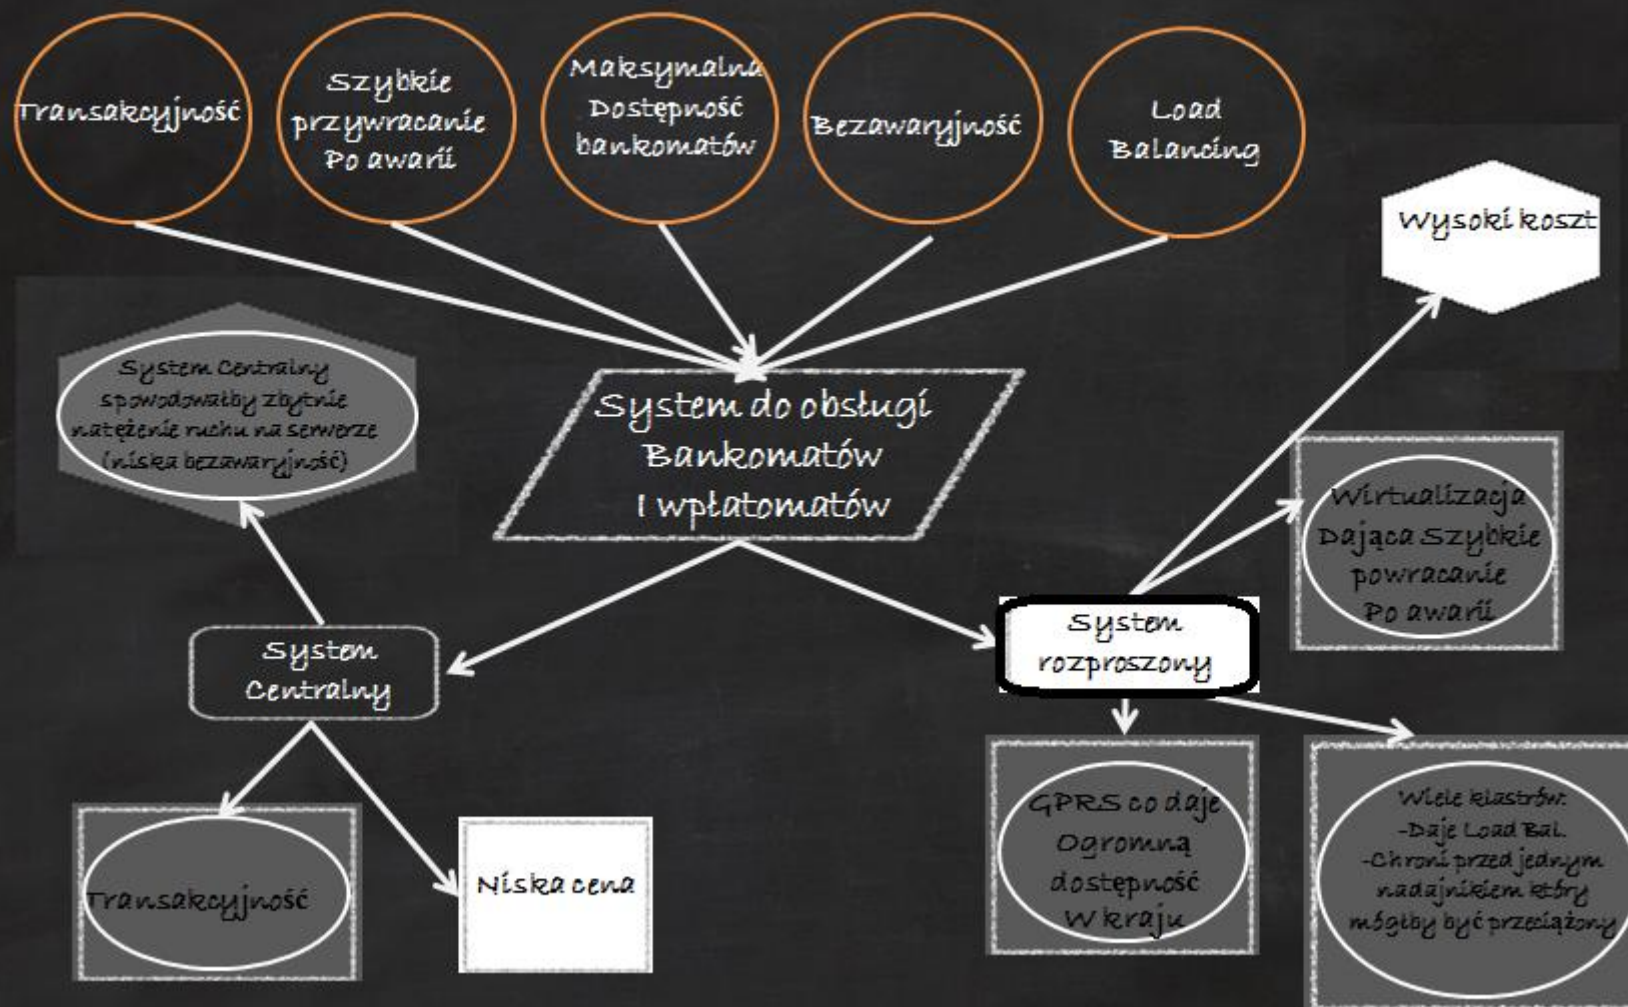 Transakcyjność
Szybkie
przywracanie
Po awarii
Maksymalna
Dostępność
bankomatów
Bezawaryjność
Load
Balancing
Wysoki koszt
System Centralny
spowodowałby zbytnie
natężenie ruchu na serwerze
(niska bezawaryjność)
System do obsługi
Bankomatów
I wpłatomatów
Wirtualizacja
Dająca Szybkie
powracanie
Po awarii
System
Centralny
System
rozproszony
Transakcyjność
Niska cena
GPRS co daje
Ogromną
dostępność
W kraju
Wiele klastrów:
-Daje Load Bal.
-Chroni przed jednym
nadajnikiem który
mógłby być przeciążony